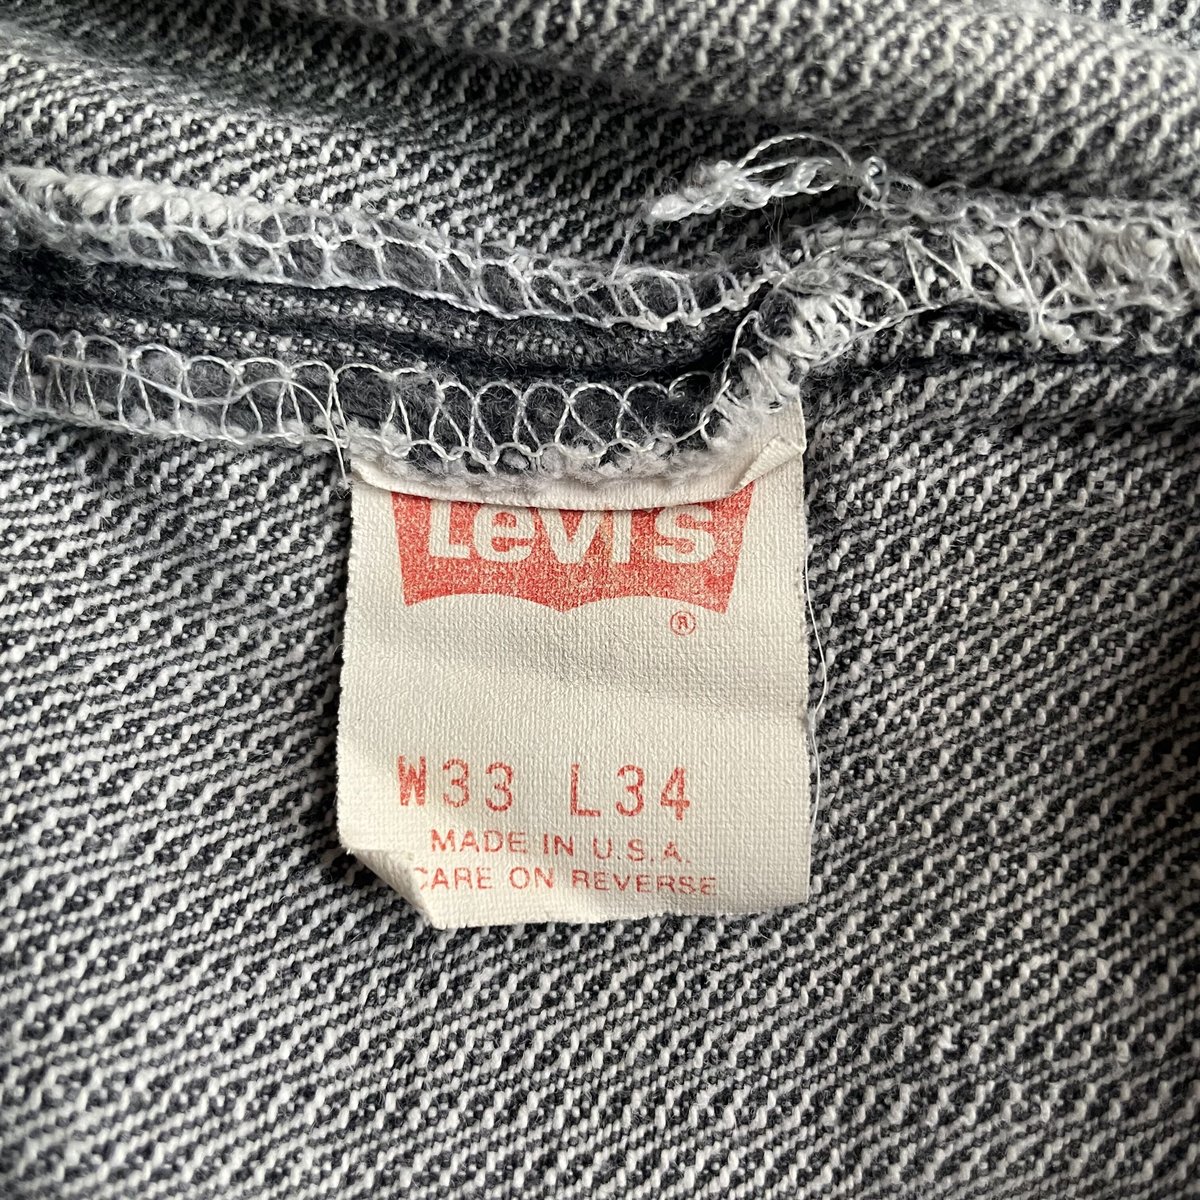 Levi's
®
W33 L34
MADE IN U.S.A.
CARE ON REVERSE